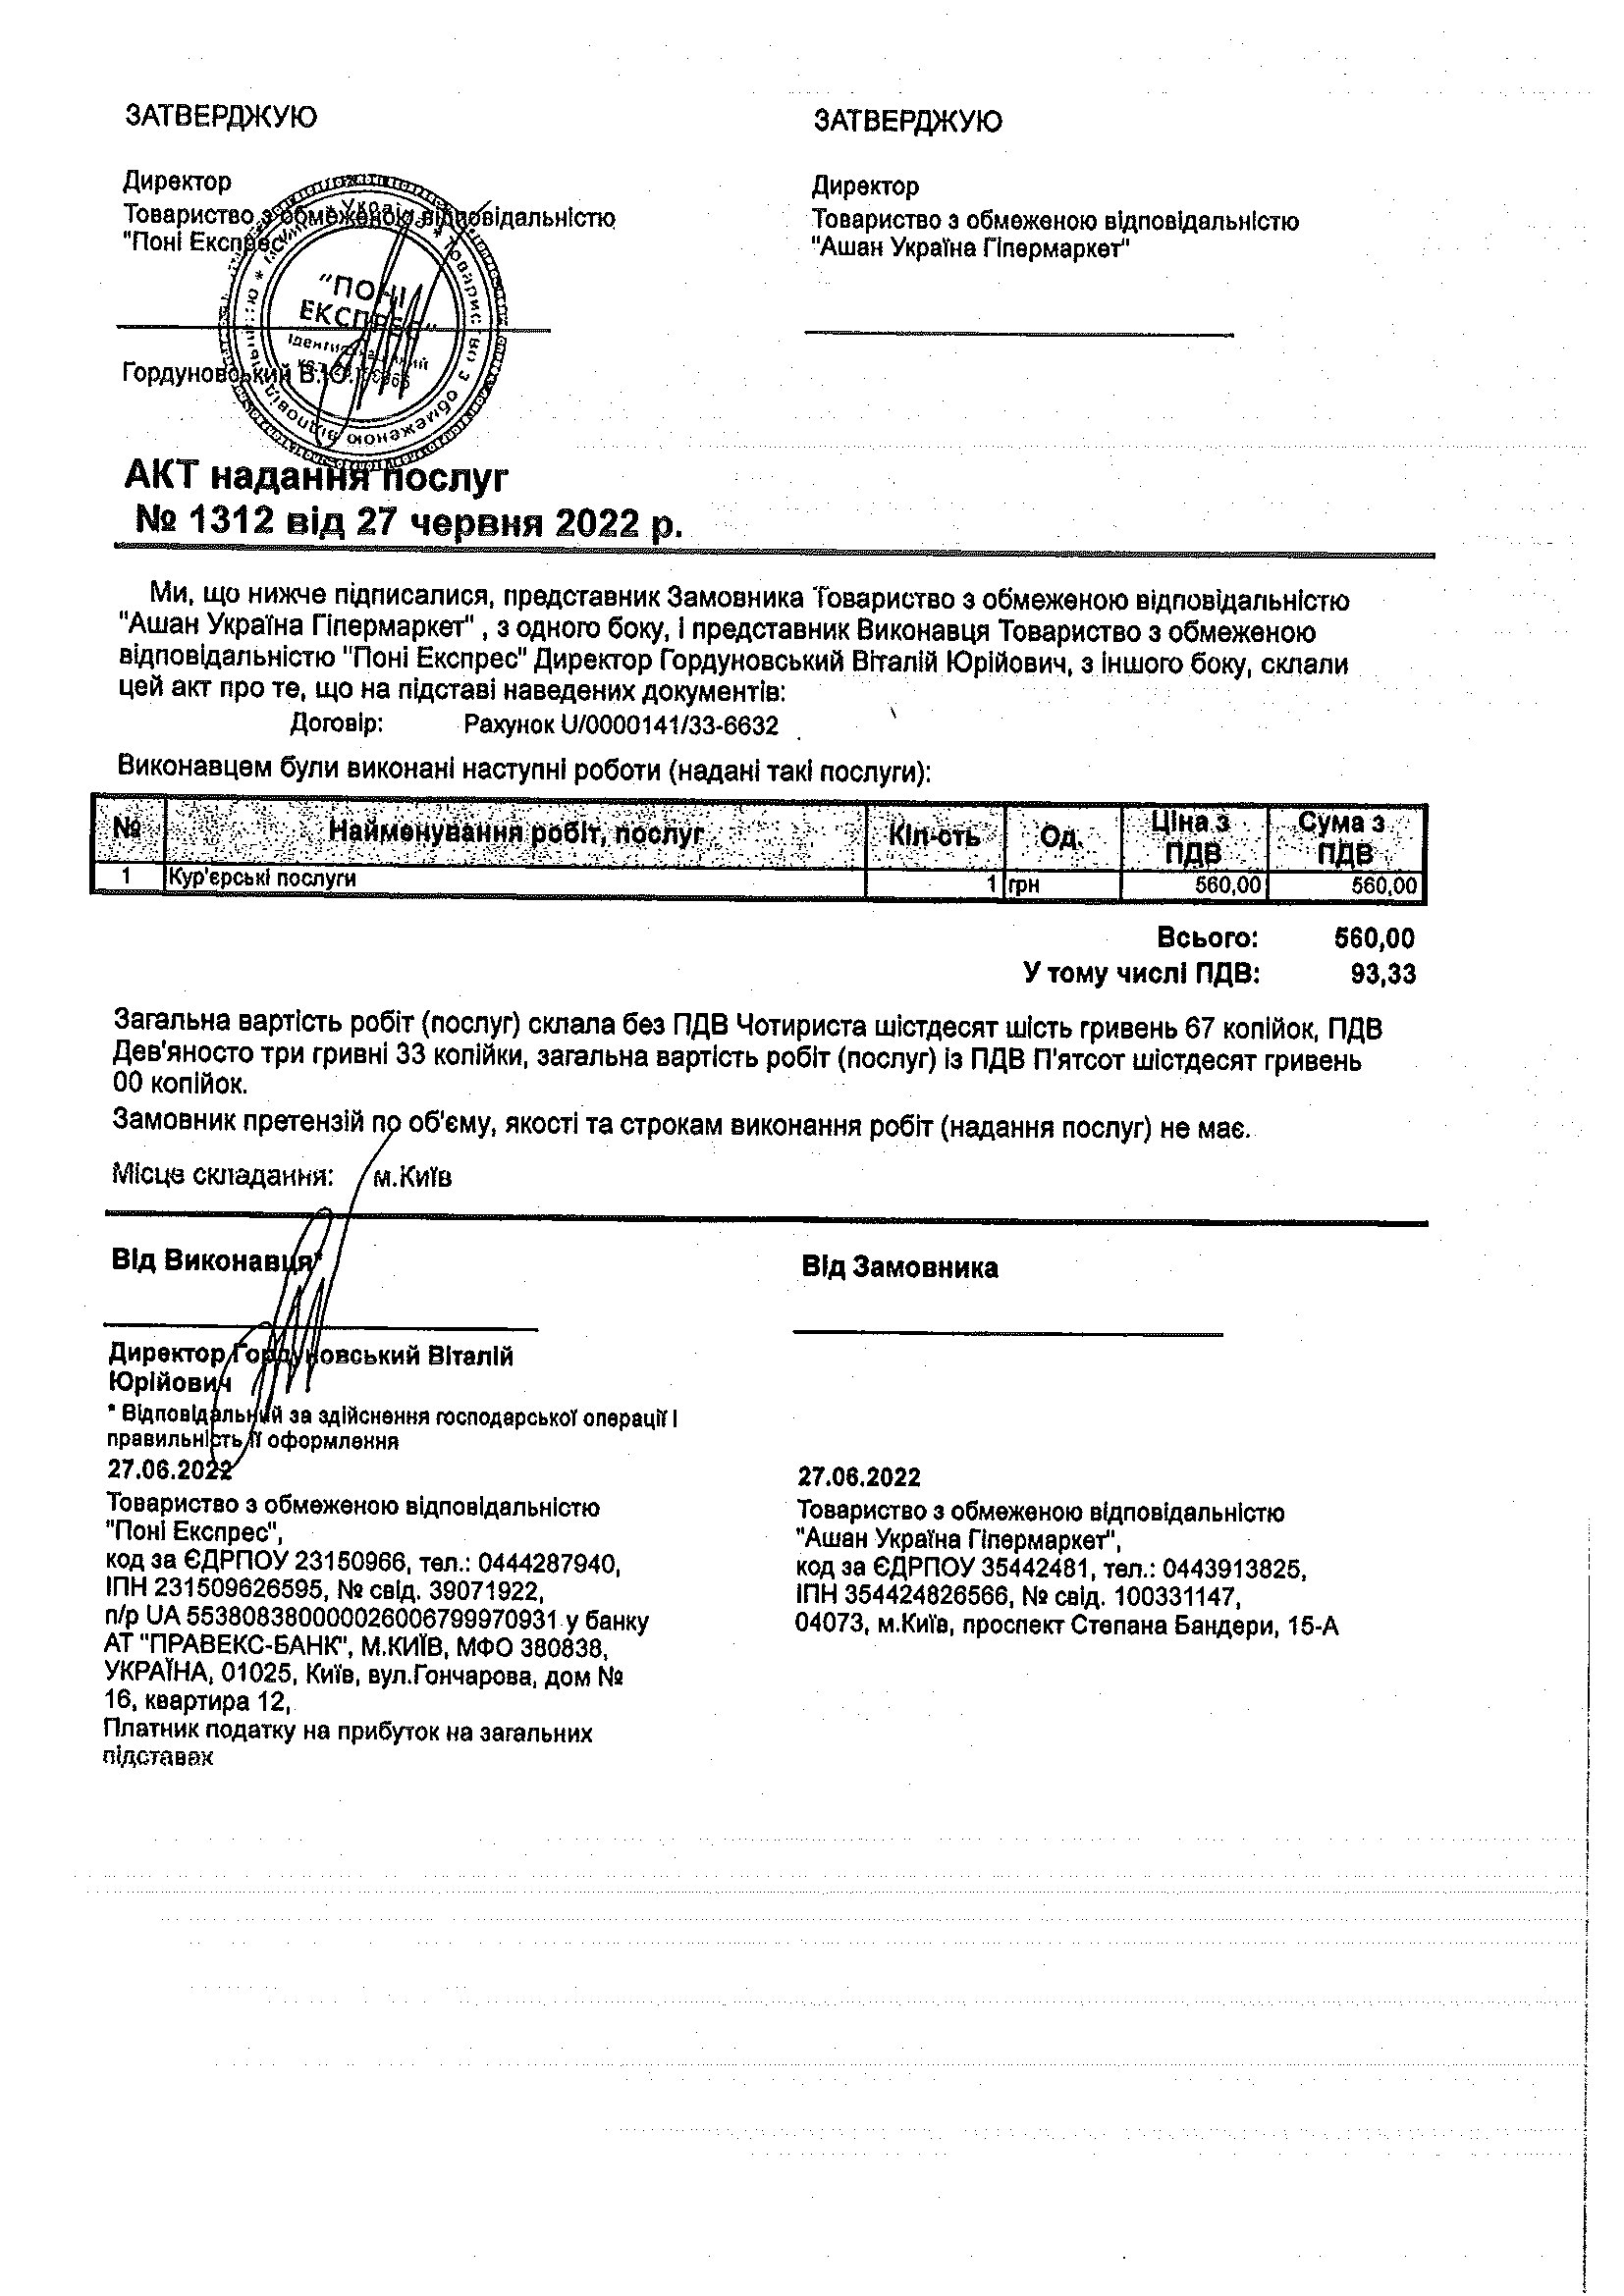 ЗАТВЕРДЖУЮ
Директор
Товариство з обмеженою відповідальністю
"Поні Експрес"
"ПОНІ
ЕКСПРЕС"
Гордуновський В.Ю.
ЗАТВЕРДЖУЮ
Директор
Товариство з обмеженою відповідальністю
"Ашан Україна Гіпермаркет"
АКТ надання послуг
№ 1312 від 27 червня 2022 р.
Ми, що нижче підписалися, представник Замовника Товариство з обмеженою відповідальністю
"Ашан Україна Гіпермаркет" , з одного боку, і представник Виконавця Товариство з обмеженою
відповідальністю "Поні Експрес" Директор Гордуновський Віталій Юрійович, з іншого боку, склали
цей акт про те, що на підставі наведених документів:
Договір: Рахунок U/0000141/33-6632
Виконавцем були виконані наступні роботи (надані такі послуги):
№ Найменування робіт, послуг Кіл-сть Од. Ціна з ПДВ Сума з ПДВ
1 Кур'єрські послуги 1 грн 560,00 560,00
Всього: 560,00
У тому числі ПДВ: 93,33
Загальна вартість робіт (послуг) склала без ПДВ Чотириста шістдесят шість гривень 67 копійок, ПДВ
Дев'яносто три гривні 33 копійки, загальна вартість робіт (послуг) із ПДВ П'ятсот шістдесят гривень
00 копійок.
Замовник претензій по об'єму, якості та строкам виконання робіт (надання послуг) не має.
Місце складання: м.Київ
Від Виконавця*
Директор Гордуновський Віталій
Юрійович
* Відповідальний за здійснення господарської операції і
правильність її оформлення
27.06.2022
Товариство з обмеженою відповідальністю
"Поні Експрес",
код за ЄДРПОУ 23150966, тел.: 0444287940,
ІПН 231509626595, № свід. 39071922,
п/р UA 553808380000026006799970931 у банку
АТ "ПРАВЕКС-БАНК", М.КИЇВ, МФО 380838,
УКРАЇНА, 01025, Київ, вул.Гончарова, дом №
16, квартира 12,
Платник податку на прибуток на загальних
підставах
Від Замовника
27.06.2022
Товариство з обмеженою відповідальністю
"Ашан Україна Гіпермаркет",
код за ЄДРПОУ 35442481, тел.: 0443913825,
ІПН 354424826566, № свід. 100331147,
04073, м.Київ, проспект Степана Бандери, 15-А